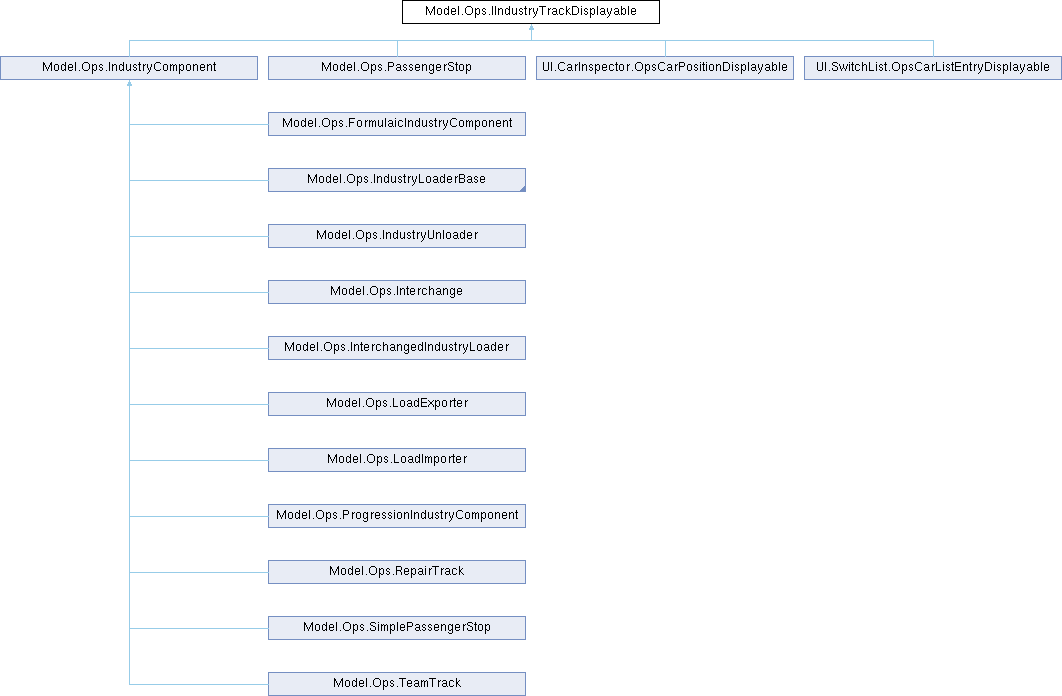 Model.Ops.IIndustryTrackDisplayable
Model.Ops.IndustryComponent
Model.Ops.PassengerStop
UI.CarInspector.OpsCarPositionDisplayable
UI.SwitchList.OpsCarListEntryDisplayable
Model.Ops.FormulaicIndustryComponent
Model.Ops.IndustryLoaderBase
Model.Ops.IndustryUnloader
Model.Ops.Interchange
Model.Ops.InterchangedIndustryLoader
Model.Ops.LoadExporter
Model.Ops.LoadImporter
Model.Ops.ProgressionIndustryComponent
Model.Ops.RepairTrack
Model.Ops.SimplePassengerStop
Model.Ops.TeamTrack